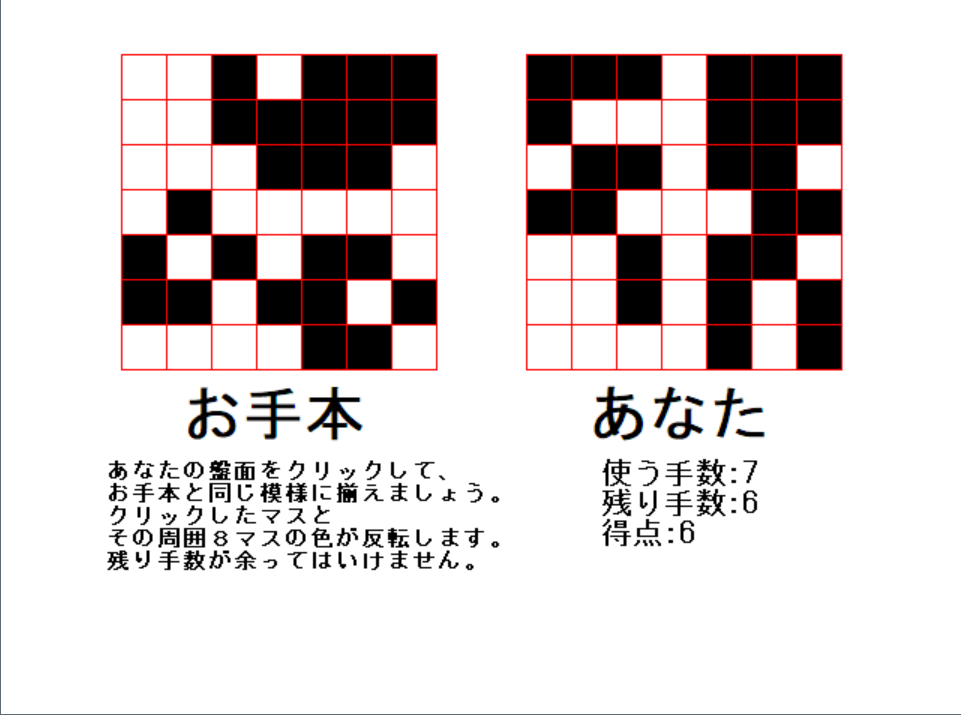 お手本
あなた
あなたの盤面をクリックして、
お手本と同じ模様に揃えましょう。
クリックしたマスと
その周囲８マスの色が反転します。
残り手数が余ってはいけません。
使う手数:7
残り手数:6
得点:6